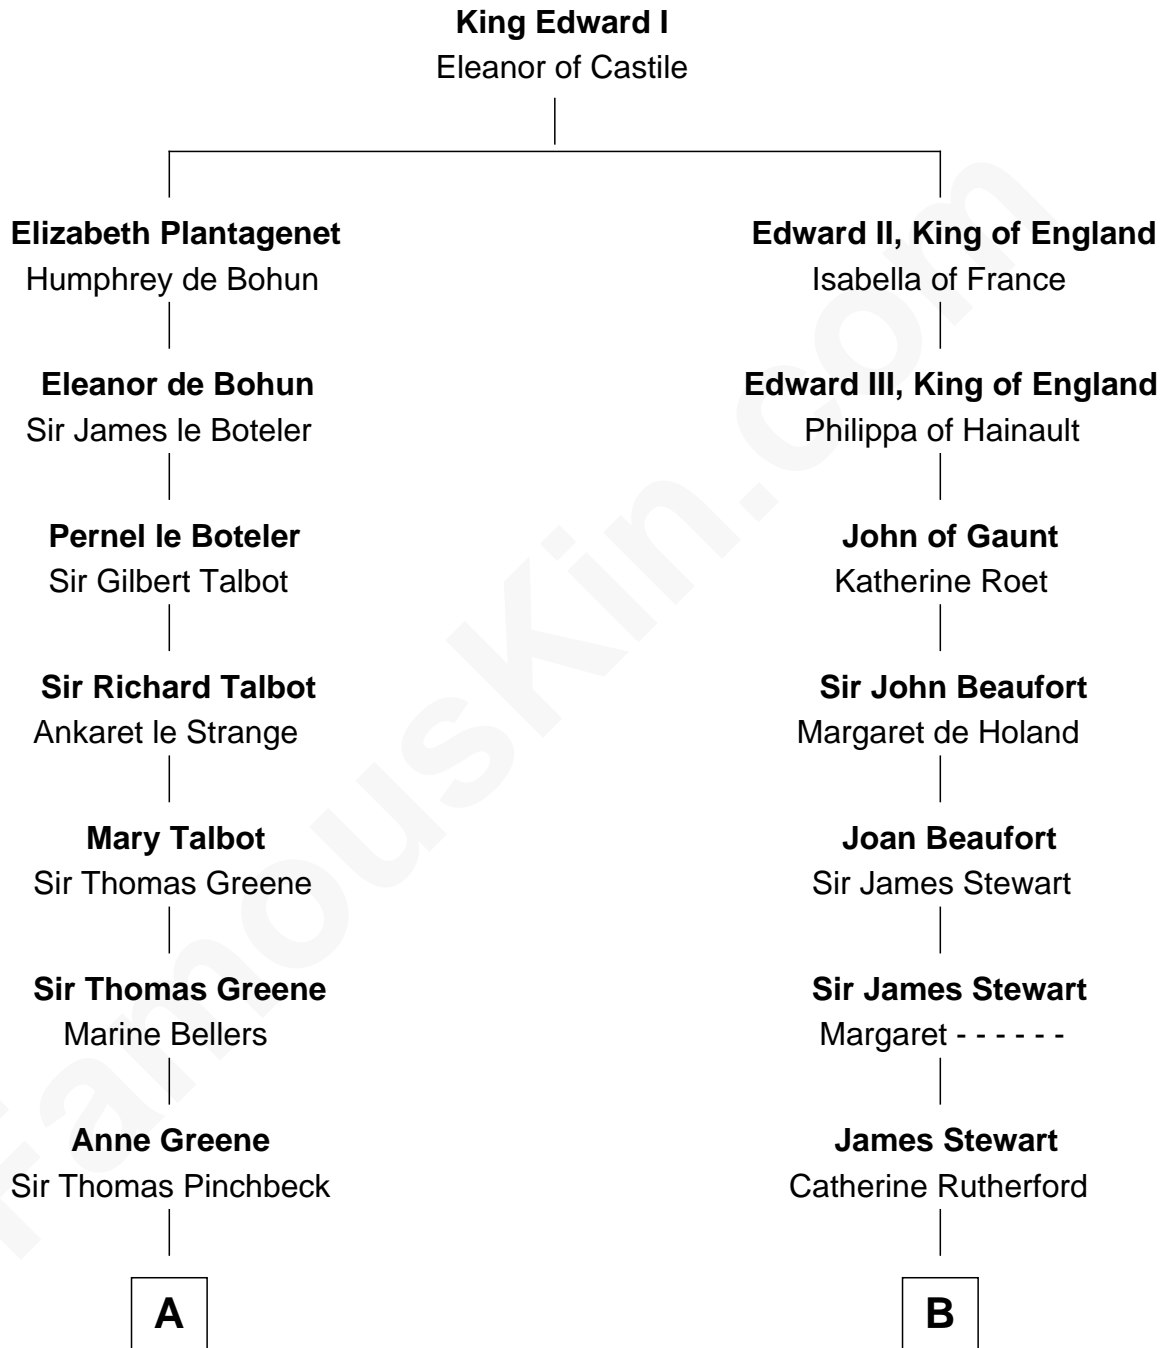 King Edward I
Eleanor of Castile
Elizabeth Plantagenet
Humphrey de Bohun
Edward II, King of England
Isabella of France
Eleanor de Bohun
Sir James le Boteler
Edward III, King of England
Philippa of Hainault
Pernel le Boteler
Sir Gilbert Talbot
John of Gaunt
Katherine Roet
Sir Richard Talbot
Ankaret le Strange
Sir John Beaufort
Margaret de Holand
Mary Talbot
Sir Thomas Greene
Joan Beaufort
Sir James Stewart
Sir Thomas Greene
Marine Bellers
Sir James Stewart
Margaret - - - - - -
Anne Greene
Sir Thomas Pinchbeck
James Stewart
Catherine Rutherford
A
B
FamousKin.com